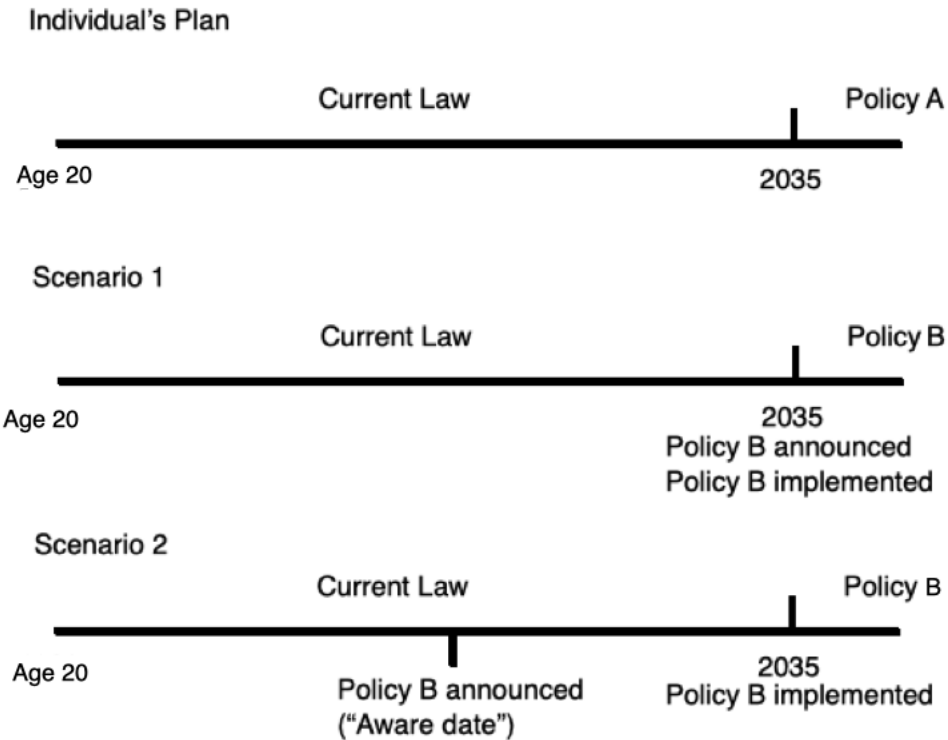 Individual's Plan
Current Law
Policy A
Age 20
2035
Scenario 1
Current Law
Policy B
Age 20
2035
Policy B announced
Policy B implemented
Scenario 2
Current Law
Policy B
Age 20
2035
Policy B announced
Policy B implemented
("Aware date")